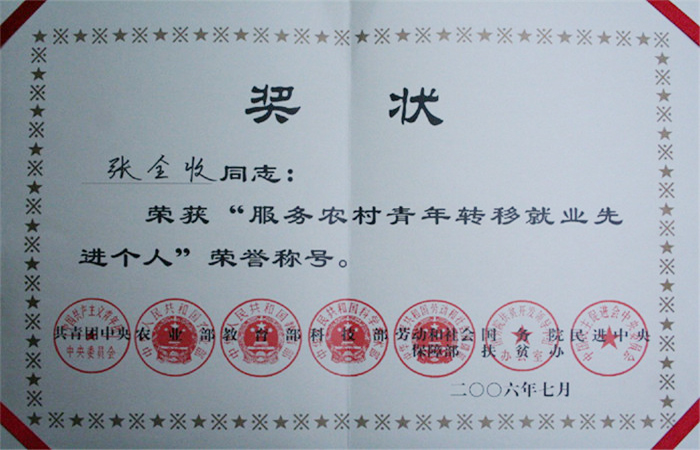 奖状
张全收同志：
荣获“服务农村青年转移就业先
进个人”荣誉称号。
共青团中央 农业部 教育部 科技部 劳动和社会保障部 国务院扶贫办 民进中央
二〇〇六年七月